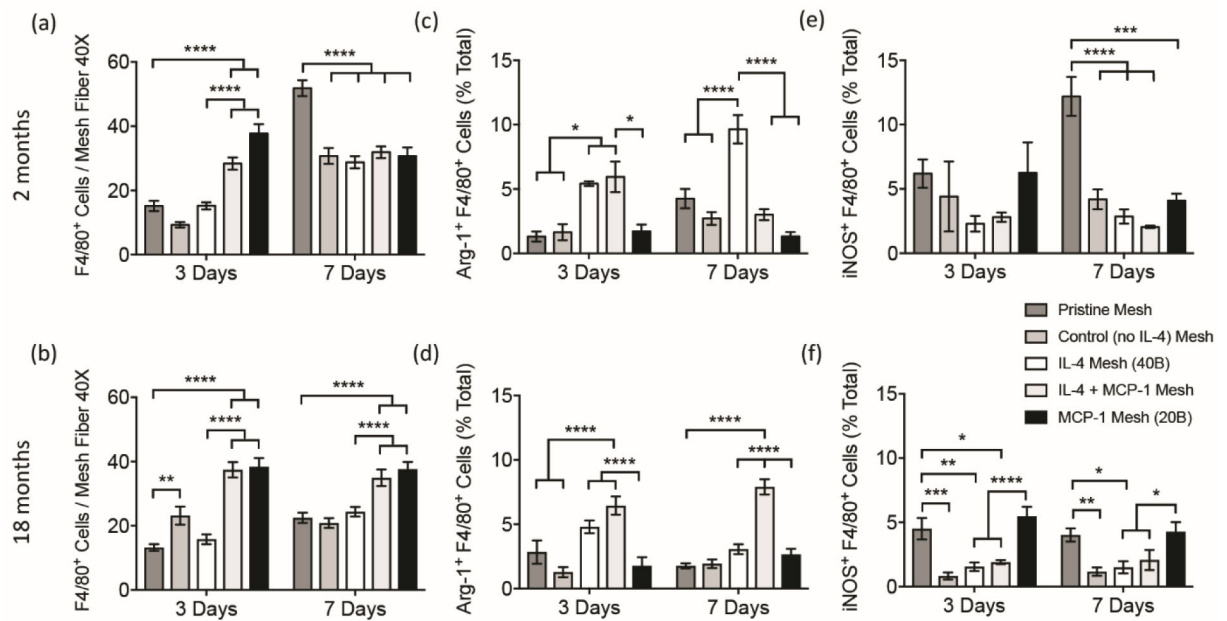 2 months
(a)
F4/80+ Cells / Mesh Fiber 40X
60
40
20
0
****
****
****
3 Days
7 Days
(c)
Arg-1+ F4/80+ Cells (% Total)
15
10
5
0
*
*
****
****
3 Days
7 Days
(e)
iNOS+ F4/80+ Cells (% Total)
15
10
5
0
***
****
3 Days
7 Days
Pristine Mesh
Control (no IL-4) Mesh
IL-4 Mesh (40B)
IL-4 + MCP-1 Mesh
MCP-1 Mesh (20B)
18 months
(b)
F4/80+ Cells / Mesh Fiber 40X
60
40
20
0
****
****
**
****
****
3 Days
7 Days
(d)
Arg-1+ F4/80+ Cells (% Total)
15
10
5
0
****
****
****
****
3 Days
7 Days
(f)
iNOS+ F4/80+ Cells (% Total)
15
10
5
0
*
**
***
****
*
**
*
3 Days
7 Days